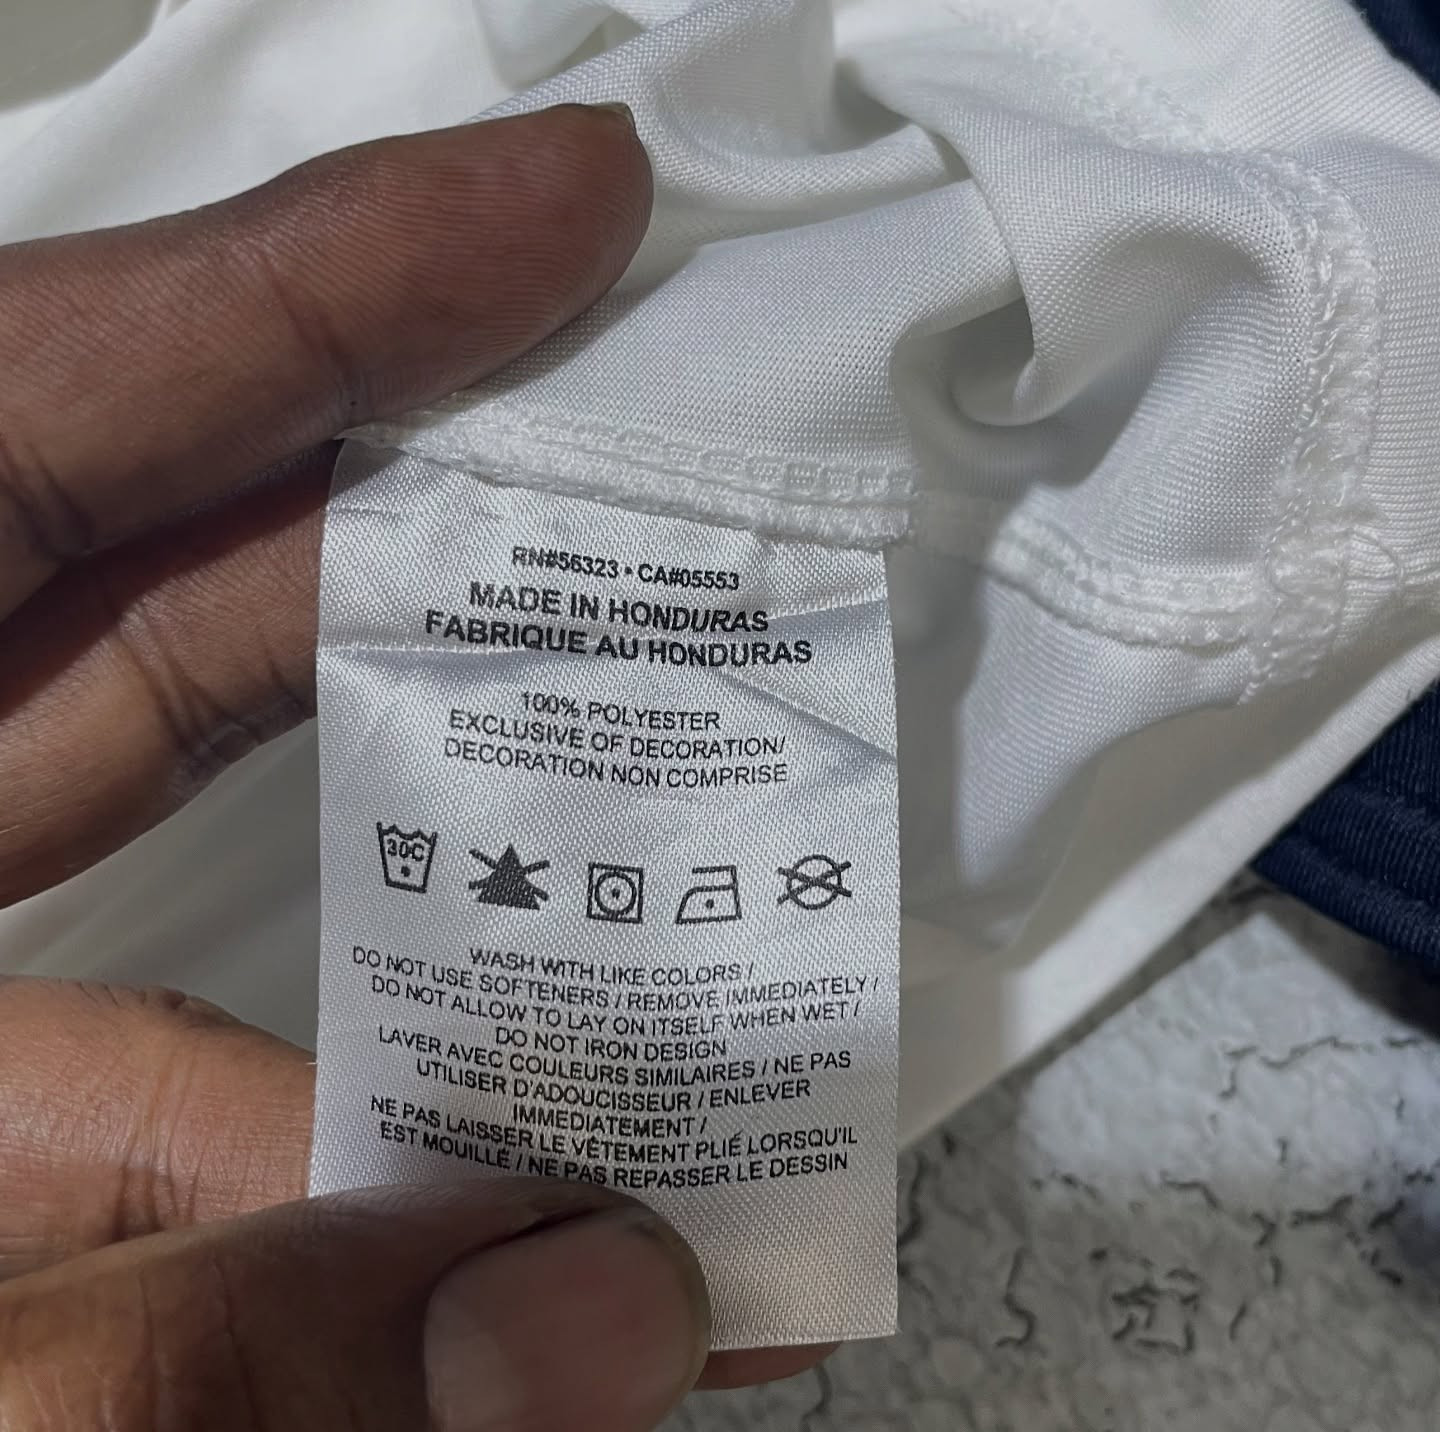 RN#56323 • CA#05553
MADE IN HONDURAS
FABRIQUE AU HONDURAS
100% POLYESTER
EXCLUSIVE OF DECORATION/
DECORATION NON COMPRISE
30C
WASH WITH LIKE COLORS /
DO NOT USE SOFTENERS / REMOVE IMMEDIATELY /
DO NOT ALLOW TO LAY ON ITSELF WHEN WET /
DO NOT IRON DESIGN
LAVER AVEC COULEURS SIMILAIRES / NE PAS
UTILISER D'ADOUCISSEUR / ENLEVER
IMMEDIATEMENT /
NE PAS LAISSER LE VÊTEMENT PLIÉ LORSQU'IL
EST MOUILLÉ / NE PAS REPASSER LE DESSIN